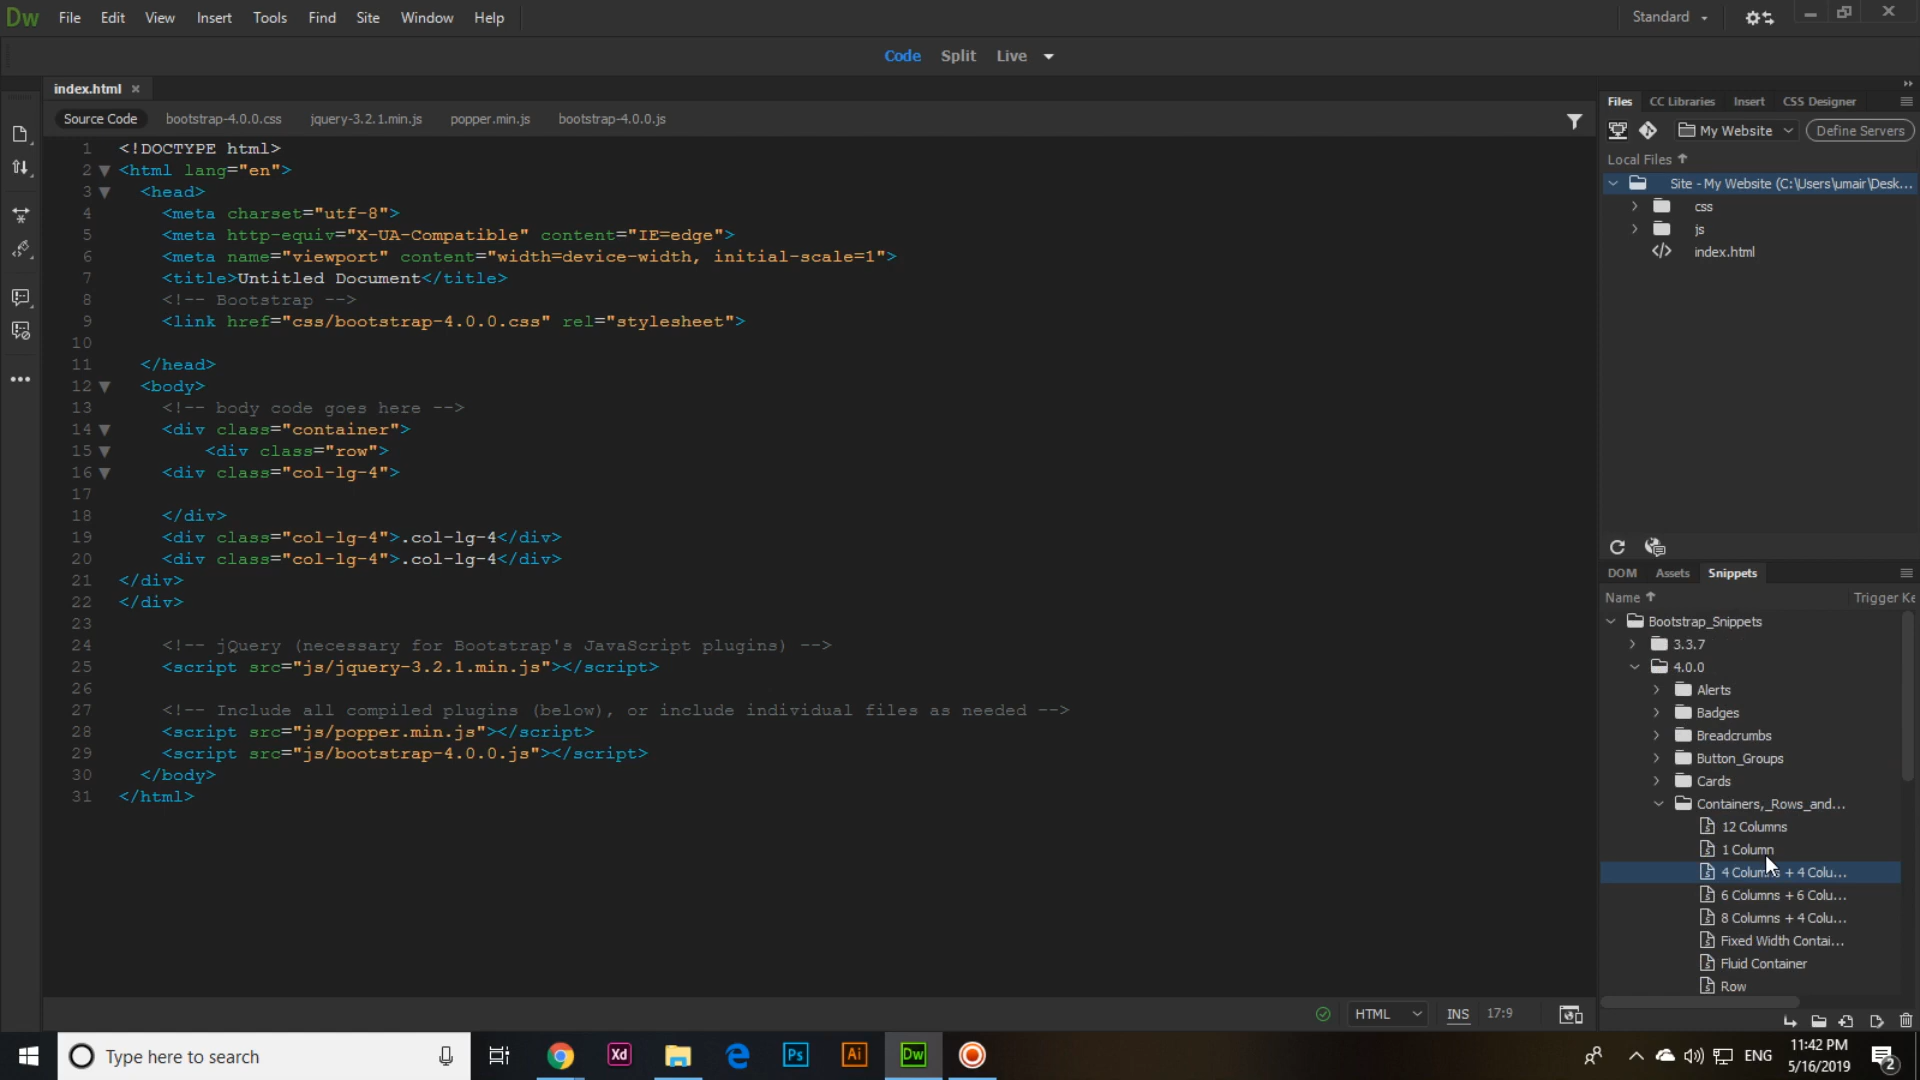 Dw File Edit View Insert Tools Find Site Window Help Standard
Code Split Live
index.html
Source Code bootstrap-4.0.0.css jquery-3.2.1.min.js popper.min.js bootstrap-4.0.0.js
1 <!DOCTYPE html>
2 <html lang="en">
3 <head>
4 <meta charset="utf-8">
5 <meta http-equiv="X-UA-Compatible" content="IE=edge">
6 <meta name="viewport" content="width=device-width, initial-scale=1">
7 <title>Untitled Document</title>
8 <!-- Bootstrap -->
9 <link href="css/bootstrap-4.0.0.css" rel="stylesheet">
10
11 </head>
12 <body>
13 <!-- body code goes here -->
14 <div class="container">
15 <div class="row">
16 <div class="col-lg-4">
17
18 </div>
19 <div class="col-lg-4">.col-lg-4</div>
20 <div class="col-lg-4">.col-lg-4</div>
21 </div>
22 </div>
23
24 <!-- jQuery (necessary for Bootstrap's JavaScript plugins) -->
25 <script src="js/jquery-3.2.1.min.js"></script>
26
27 <!-- Include all compiled plugins (below), or include individual files as needed -->
28 <script src="js/popper.min.js"></script>
29 <script src="js/bootstrap-4.0.0.js"></script>
30 </body>
31 </html>
HTML INS 17:9
Files CC Libraries Insert CSS Designer
My Website Define Servers
Local Files
Site - My Website (C:\Users\umair\Desk...
css
js
index.html
DOM Assets Snippets
Name Trigger Ke
Bootstrap_Snippets
3.3.7
4.0.0
Alerts
Badges
Breadcrumbs
Button_Groups
Cards
Containers,_Rows_and...
12 Columns
1 Column
4 Columns + 4 Colu...
6 Columns + 6 Colu...
8 Columns + 4 Colu...
Fixed Width Contai...
Fluid Container
Row
Type here to search
Xd Ps Ai Dw
ENG
11:42 PM
5/16/2019
2